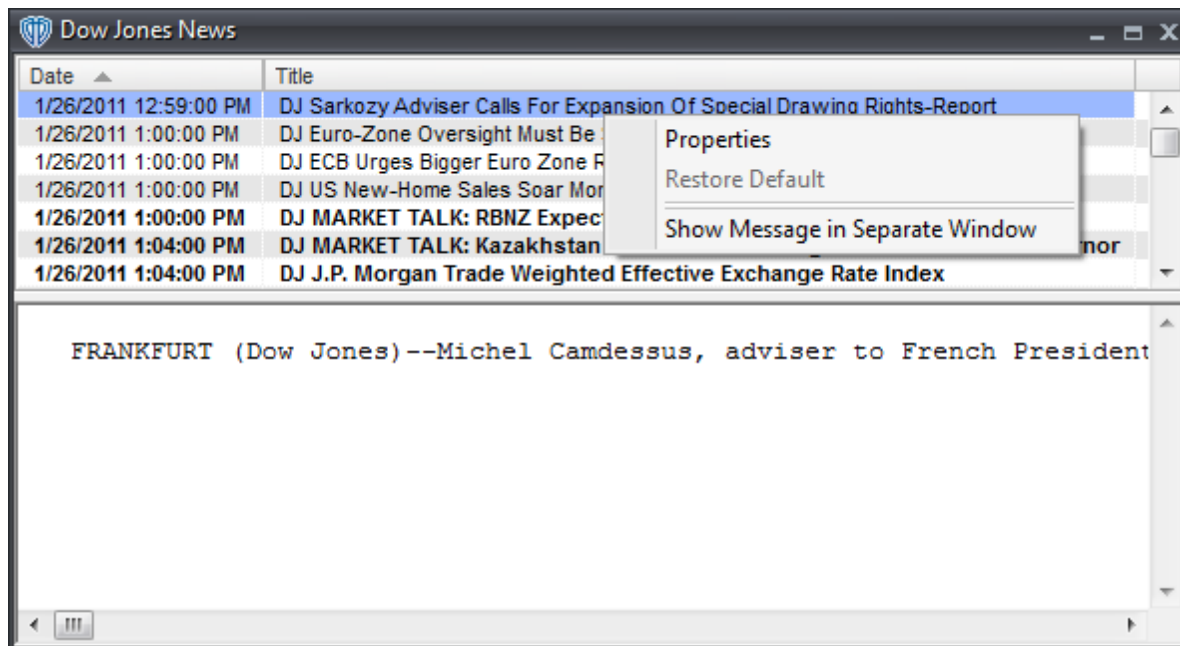 Dow Jones News
Date Title
1/26/2011 12:59:00 PM DJ Sarkozy Adviser Calls For Expansion Of Special Drawing Rights-Report
1/26/2011 1:00:00 PM DJ Euro-Zone Oversight Must Be
1/26/2011 1:00:00 PM DJ ECB Urges Bigger Euro Zone
1/26/2011 1:00:00 PM DJ US New-Home Sales Soar
1/26/2011 1:00:00 PM DJ MARKET TALK: RBNZ
1/26/2011 1:04:00 PM DJ MARKET TALK: Kazakhstan
1/26/2011 1:04:00 PM DJ J.P. Morgan Trade Weighted Effective Exchange Rate Index
Properties
Restore Default
Show Message in Separate Window
FRANKFURT (Dow Jones)--Michel Camdessus, adviser to French President